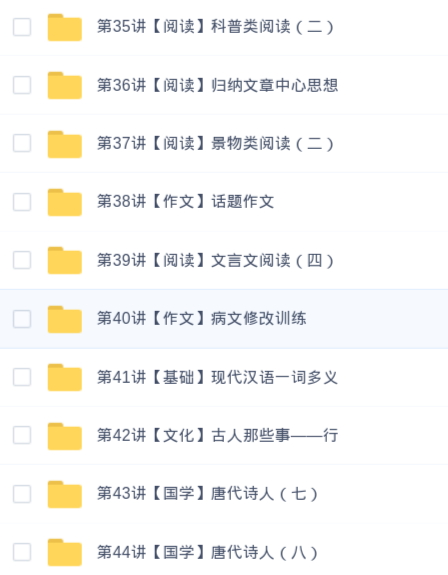 第35讲【阅读】科普类阅读（二）
第36讲【阅读】归纳文章中心思想
第37讲【阅读】景物类阅读（二）
第38讲【作文】话题作文
第39讲【阅读】文言文阅读（四）
第40讲【作文】病文修改训练
第41讲【基础】现代汉语一词多义
第42讲【文化】古人那些事——行
第43讲【国学】唐代诗人（七）
第44讲【国学】唐代诗人（八）